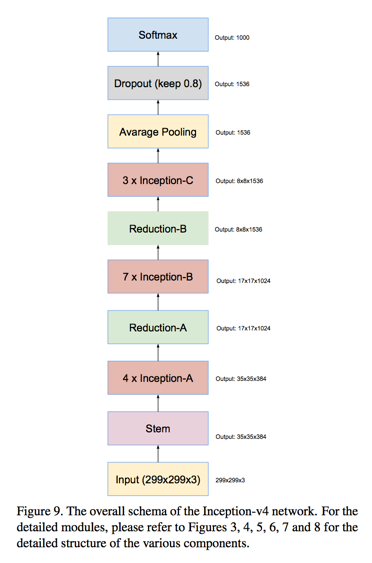 Softmax
Output: 1000
Dropout (keep 0.8)
Output: 1536
Avarage Pooling
Output: 1536
3 x Inception-C
Output: 8x8x1536
Reduction-B
Output: 8x8x1536
7 x Inception-B
Output: 17x17x1024
Reduction-A
Output: 17x17x1024
4 x Inception-A
Output: 35x35x384
Stem
Output: 35x35x384
Input (299x299x3)
299x299x3
Figure 9. The overall schema of the Inception-v4 network. For the
detailed modules, please refer to Figures 3, 4, 5, 6, 7 and 8 for the
detailed structure of the various components.